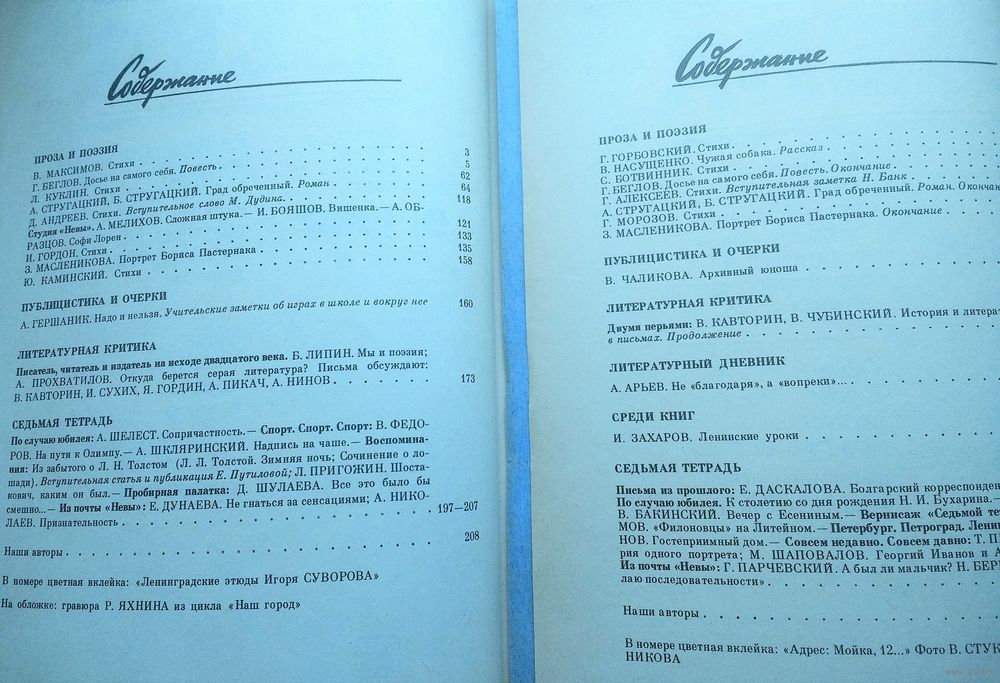 Содержание
ПРОЗА И ПОЭЗИЯ
В. МАКСИМОВ. Стихи 3
Г. БЕГЛОВ. Досье на самого себя. Повесть 5
Л. КУКЛИН. Стихи 62
А. СТРУГАЦКИЙ, Б. СТРУГАЦКИЙ. Град обреченный. Роман 64
Д. АНДРЕЕВ. Стихи. Вступительное слово М. Дудина 118
Студия «Невы». А. МЕЛИХОВ. Сложная штука.— И. БОЯШОВ. Вишенка.— А. ОБ-
РАЗЦОВ. Софи Лорен 121
И. ГОРДОН. Стихи 133
З. МАСЛЕНИКОВА. Портрет Бориса Пастернака 135
Ю. КАМИНСКИЙ. Стихи 158
ПУБЛИЦИСТИКА И ОЧЕРКИ
А. ГЕРШАНИК. Надо и нельзя. Учительские заметки об играх в школе и вокруг нее 160
ЛИТЕРАТУРНАЯ КРИТИКА
Писатель, читатель и издатель на исходе двадцатого века. Б. ЛИПИН. Мы и поэзия;
А. ПРОХВАТИЛОВ. Откуда берется серая литература? Письма обсуждают:
В. КАВТОРИН, И. СУХИХ, Я. ГОРДИН, А. ПИКАЧ, А. НИНОВ 173
СЕДЬМАЯ ТЕТРАДЬ
По случаю юбилея: А. ШЕЛЕСТ. Сопричастность.— Спорт. Спорт. Спорт: В. ФЕДО-
РОВ. На пути к Олимпу.— А. ШКЛЯРИНСКИЙ. Надпись на чаше.— Воспомина-
ния: Из забытого о Л. Н. Толстом (Л. Л. Толстой. Зимняя ночь; Сочинение о ло-
шади). Вступительная статья и публикация Е. Путиловой; Л. ПРИГОЖИН. Шоста-
кович, каким он был.— Пробирная палатка: Д. ШУЛАЕВА. Все это было бы
смешно...— Из почты «Невы»: Е. ДУНАЕВА. Не гнаться за сенсациями; А. НИКО-
ЛАЕВ. Признательность 197—207
Наши авторы 208
В номере цветная вклейка: «Ленинградские этюды Игоря СУВОРОВА»
На обложке: гравюра Р. ЯХНИНА из цикла «Наш город»
Содержание
ПРОЗА И ПОЭЗИЯ
Г. ГОРБОВСКИЙ. Стихи
В. НАСУЩЕНКО. Чужая собака. Рассказ
С. БОТВИННИК. Стихи
Г. БЕГЛОВ. Досье на самого себя. Повесть. Окончание
Г. АЛЕКСЕЕВ. Стихи. Вступительная заметка Н. Банк
А. СТРУГАЦКИЙ, Б. СТРУГАЦКИЙ. Град обреченный. Роман. Окончан
Г. МОРОЗОВ. Стихи
З. МАСЛЕНИКОВА. Портрет Бориса Пастернака. Окончание
ПУБЛИЦИСТИКА И ОЧЕРКИ
В. ЧАЛИКОВА. Архивный юноша
ЛИТЕРАТУРНАЯ КРИТИКА
Двумя перьями: В. КАВТОРИН, В. ЧУБИНСКИЙ. История и литерат
в письмах. Продолжение
ЛИТЕРАТУРНЫЙ ДНЕВНИК
А. АРЬЕВ. Не «благодаря», а «вопреки»...
СРЕДИ КНИГ
И. ЗАХАРОВ. Ленинские уроки
СЕДЬМАЯ ТЕТРАДЬ
Письма из прошлого: Е. ДАСКАЛОВА. Болгарский корреспонден
По случаю юбилея. К столетию со дня рождения Н. И. Бухарина.—
В. БАКИНСКИЙ. Вечер с Есениным.— Вернисаж «Седьмой те
МОВ. «Филоновцы» на Литейном.— Петербург. Петроград. Ленин
НОВ. Гостеприимный дом.— Совсем недавно. Совсем давно: Т. П
рия одного портрета; М. ШАПОВАЛОВ. Георгий Иванов и А
Из почты «Невы»: Г. ПАРЧЕВСКИЙ. А был ли мальчик? Н. БЕР
лаю последовательности»
Наши авторы
В номере цветная вклейка: «Адрес: Мойка, 12...» Фото В. СТУК
НИКОВА